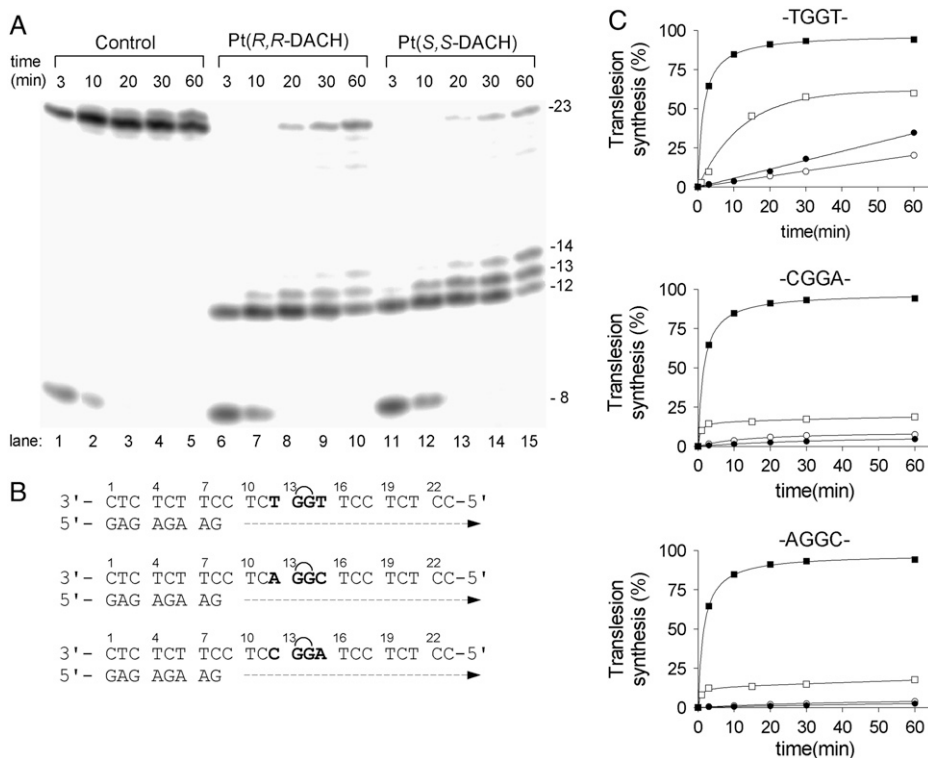 A
Control Pt(R,R-DACH) Pt(S,S-DACH)
time
(min) 3 10 20 30 60 3 10 20 30 60 3 10 20 30 60
-23
-14
-13
-12
- 8
lane: 1 2 3 4 5 6 7 8 9 10 11 12 13 14 15
B
1 4 7 10 13 16 19 22
3'- CTC TCT TCC TCT GGT TCC TCT CC-5'
5'- GAG AGA AG
1 4 7 10 13 16 19 22
3'- CTC TCT TCC TCA GGC TCC TCT CC-5'
5'- GAG AGA AG
1 4 7 10 13 16 19 22
3'- CTC TCT TCC TCC GGA TCC TCT CC-5'
5'- GAG AGA AG
C
-TGGT-
Translesion
synthesis (%)
100
75
50
25
0
0 10 20 30 40 50 60
time(min)
-CGGA-
Translesion
synthesis (%)
100
75
50
25
0
0 10 20 30 40 50 60
time(min)
-AGGC-
Translesion
synthesis (%)
100
75
50
25
0
0 10 20 30 40 50 60
time(min)